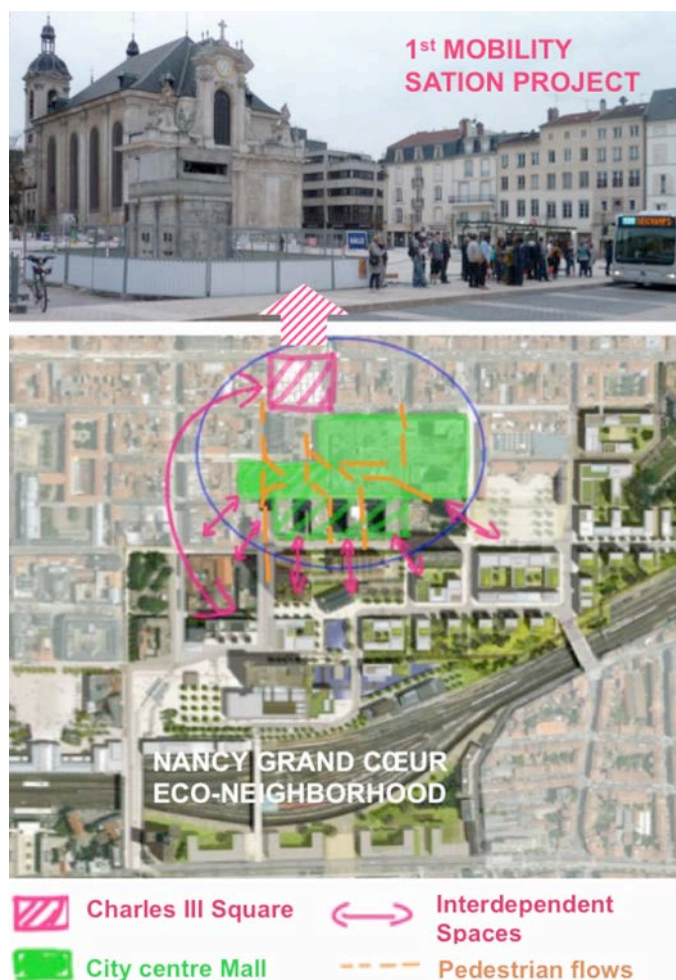 1st MOBILITY
SATION PROJECT
NANCY GRAND CŒUR
ECO-NEIGHBORHOOD
Charles III Square
Interdependent
Spaces
City centre Mall
Pedestrian flows